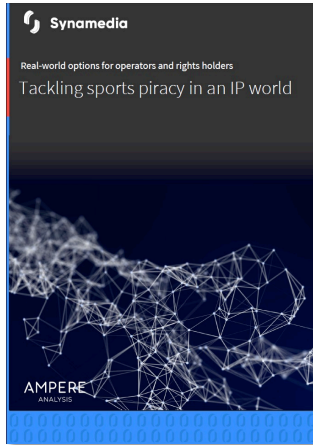 Synamedia
Real-world options for operators and rights holders
Tackling sports piracy in an IP world
AMPERE
ANALYSIS